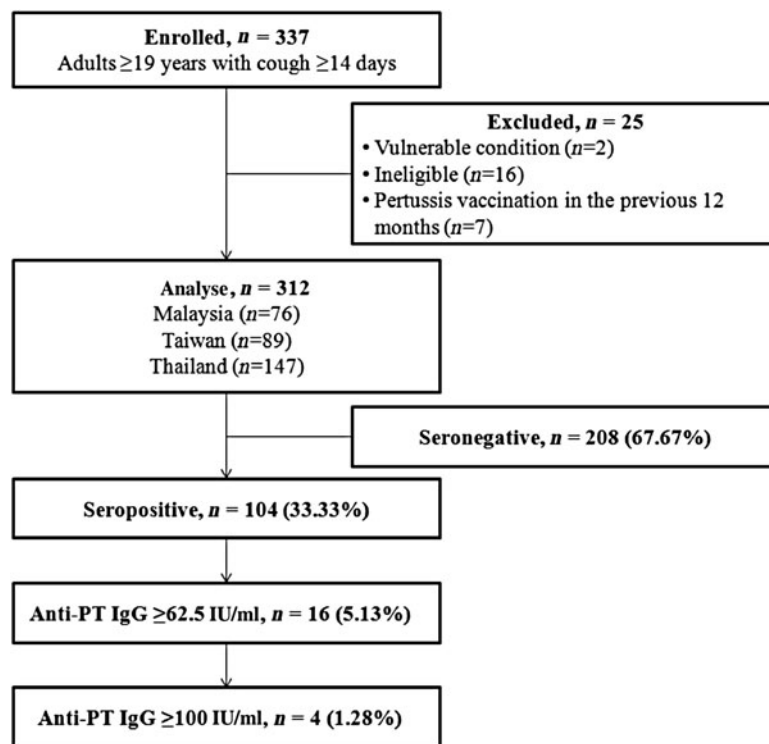 Enrolled, n = 337
Adults ≥19 years with cough ≥14 days
Excluded, n = 25
• Vulnerable condition (n=2)
• Ineligible (n=16)
• Pertussis vaccination in the previous 12
months (n=7)
Analyse, n = 312
Malaysia (n=76)
Taiwan (n=89)
Thailand (n=147)
Seronegative, n = 208 (67.67%)
Seropositive, n = 104 (33.33%)
Anti-PT IgG ≥62.5 IU/ml, n = 16 (5.13%)
Anti-PT IgG ≥100 IU/ml, n = 4 (1.28%)